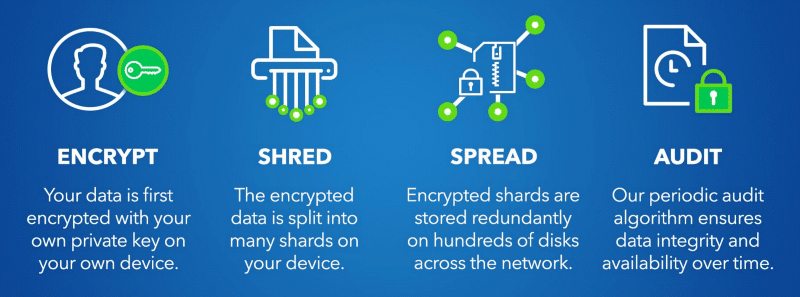 ENCRYPT
Your data is first
encrypted with your
own private key on
your own device.
SHRED
The encrypted
data is split into
many shards on
your device.
SPREAD
Encrypted shards are
stored redundantly
on hundreds of disks
across the network.
AUDIT
Our periodic audit
algorithm ensures
data integrity and
availability over time.